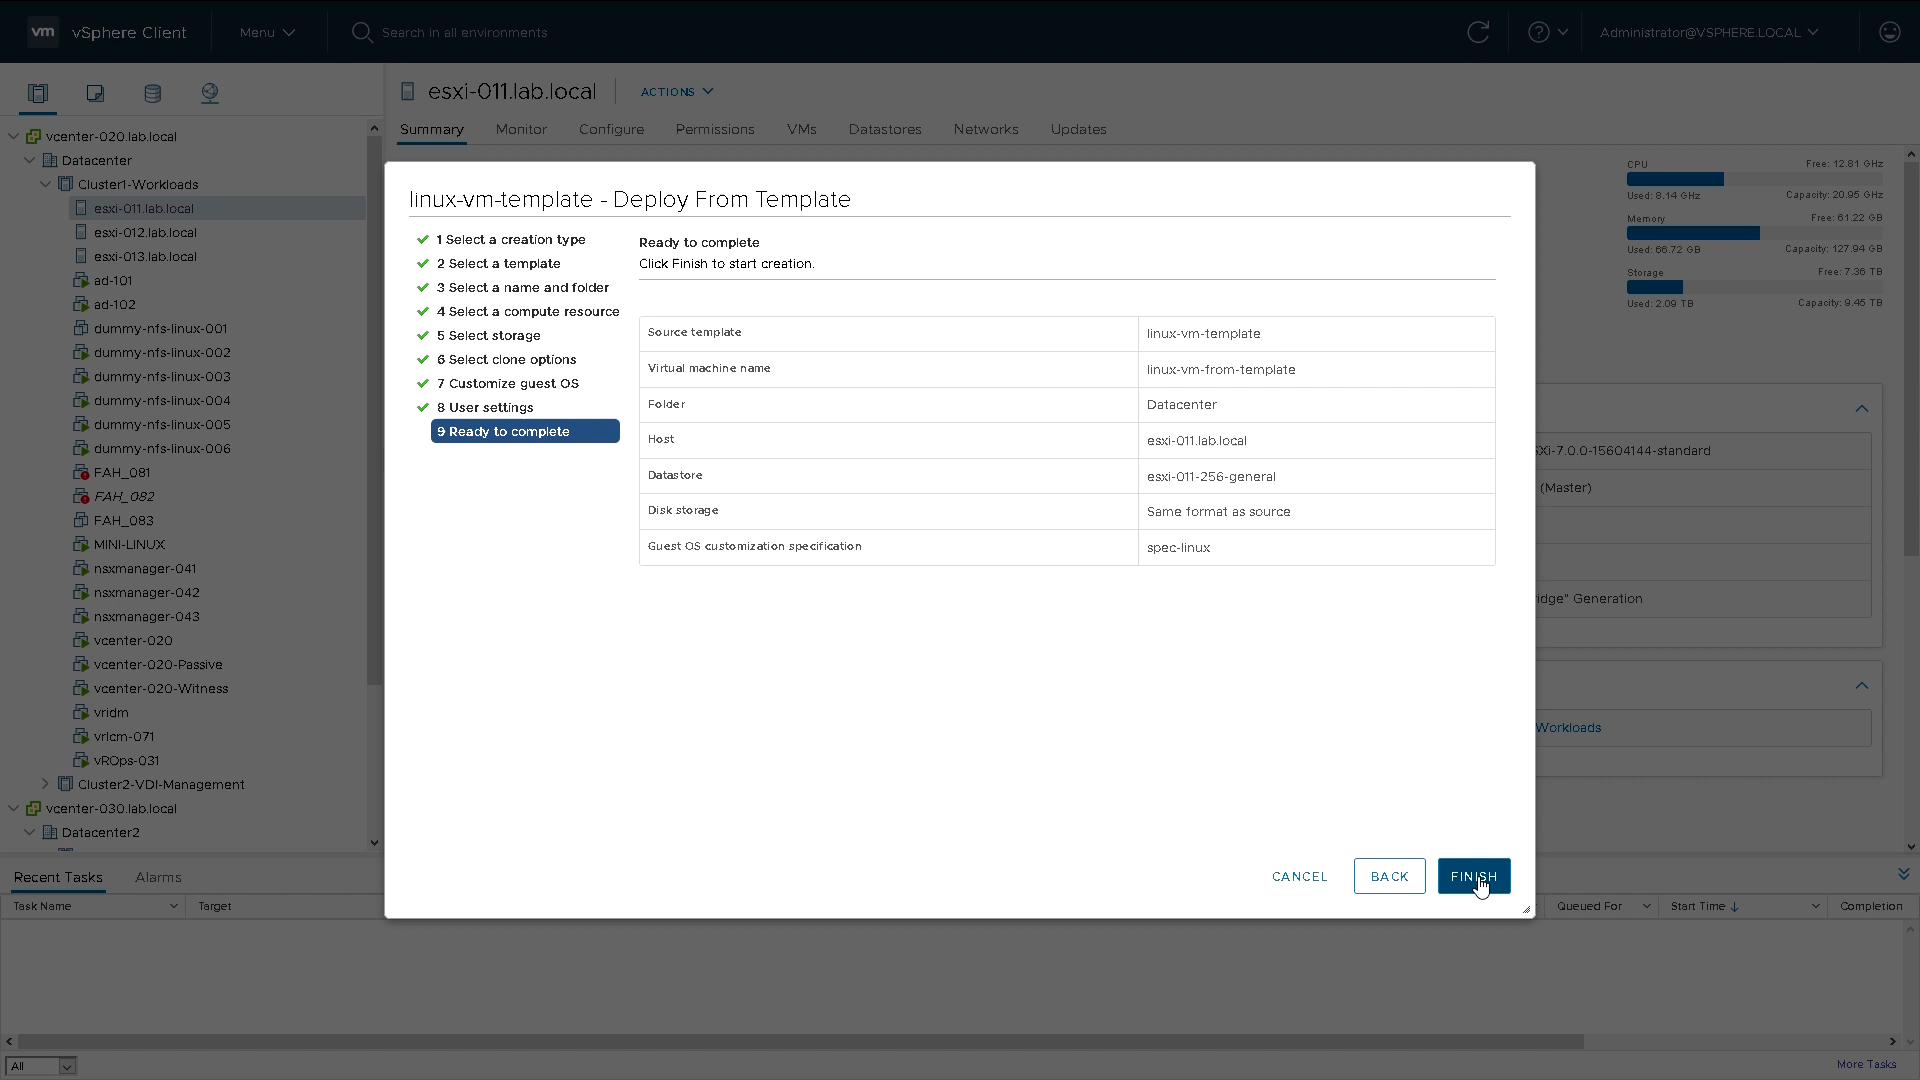 vm vSphere Client Menu Search in all environments Administrator@VSPHERE.LOCAL
esxi-011.lab.local ACTIONS
Summary Monitor Configure Permissions VMs Datastores Networks Updates
vcenter-020.lab.local
Datacenter
Cluster1-Workloads
esxi-011.lab.local
esxi-012.lab.local
esxi-013.lab.local
ad-101
ad-102
dummy-nfs-linux-001
dummy-nfs-linux-002
dummy-nfs-linux-003
dummy-nfs-linux-004
dummy-nfs-linux-005
dummy-nfs-linux-006
FAH_081
FAH_082
FAH_083
MINI-LINUX
nsxmanager-041
nsxmanager-042
nsxmanager-043
vcenter-020
vcenter-020-Passive
vcenter-020-Witness
vridm
vrlcm-071
vROps-031
Cluster2-VDI-Management
vcenter-030.lab.local
Datacenter2
CPU Free: 12.81 GHz
Used: 8.14 GHz Capacity: 20.95 GHz
Memory Free: 61.22 GB
Used: 66.72 GB Capacity: 127.94 GB
Storage Free: 7.36 TB
Used: 2.09 TB Capacity: 9.45 TB
linux-vm-template - Deploy From Template
1 Select a creation type
2 Select a template
3 Select a name and folder
4 Select a compute resource
5 Select storage
6 Select clone options
7 Customize guest OS
8 User settings
9 Ready to complete
Ready to complete
Click Finish to start creation.
Source template linux-vm-template
Virtual machine name linux-vm-from-template
Folder Datacenter
Host esxi-011.lab.local
Datastore esxi-011-256-general
Disk storage Same format as source
Guest OS customization specification spec-linux
CANCEL BACK FINISH
Xi-7.0.0-15604144-standard
(Master)
idge" Generation
Workloads
Recent Tasks Alarms
Task Name Target Queued For Start Time Completion
All More Tasks